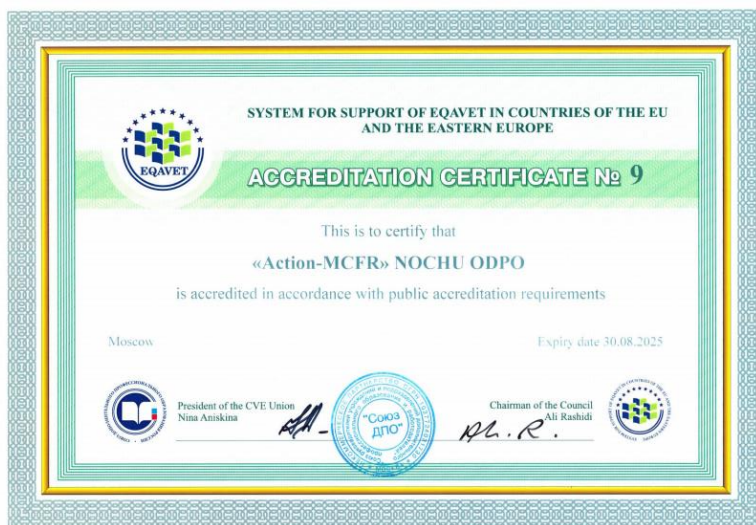 SYSTEM FOR SUPPORT OF EQAVET IN COUNTRIES OF THE EU
AND THE EASTERN EUROPE
EQAVET
ACCREDITATION CERTIFICATE № 9
This is to certify that
«Action-MCFR» NOCHU ODPO
is accredited in accordance with public accreditation requirements
Moscow
Expiry date 30.08.2025
President of the CVE Union
Nina Aniskina
"Союз
ДПО"
Chairman of the Council
Ali Rashidi